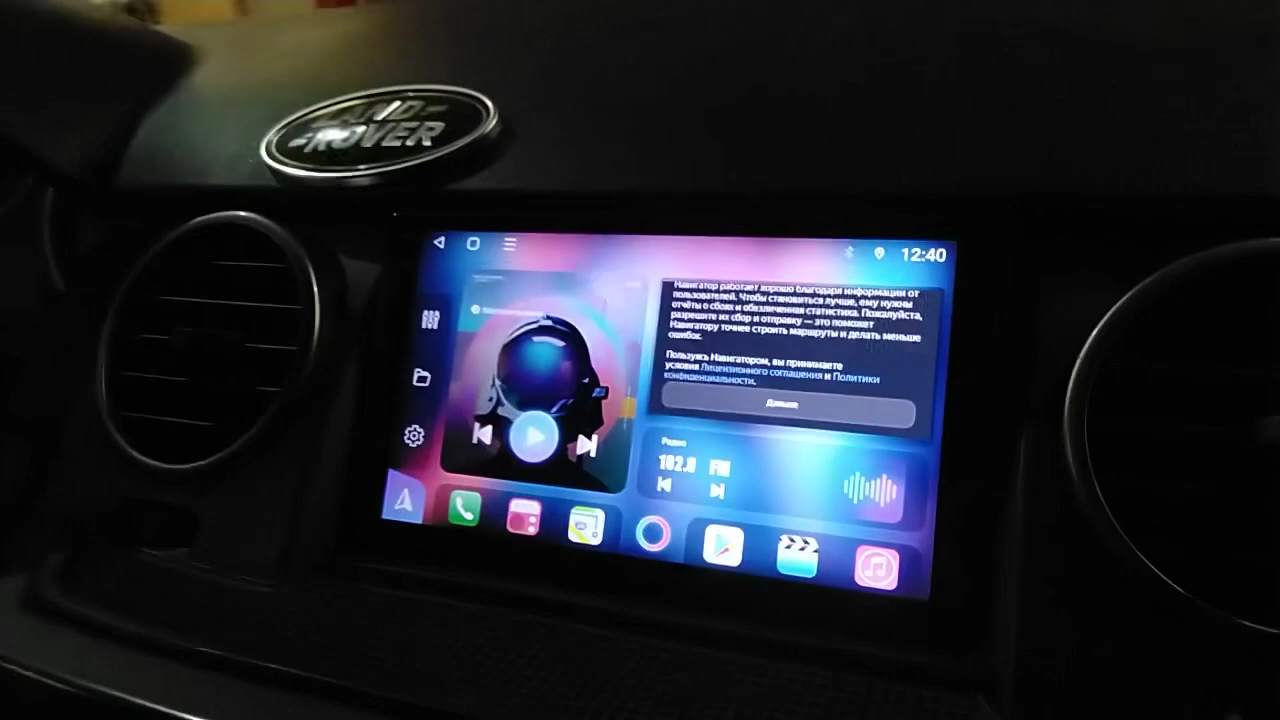 LAND-
-ROVER
12:40
Навигатор работает хорошо благодаря информации от
пользователей. Чтобы становиться лучше, ему нужны
отчёты о сбоях и обезличенная статистика. Пожалуйста,
разрешите их сбор и отправку — это поможет
Навигатору точнее строить маршруты и делать меньше
ошибок.
Пользуясь Навигатором, вы принимаете
условия Лицензионного соглашения и Политики
конфиденциальности.
Дальше
Радио
102.0 FM